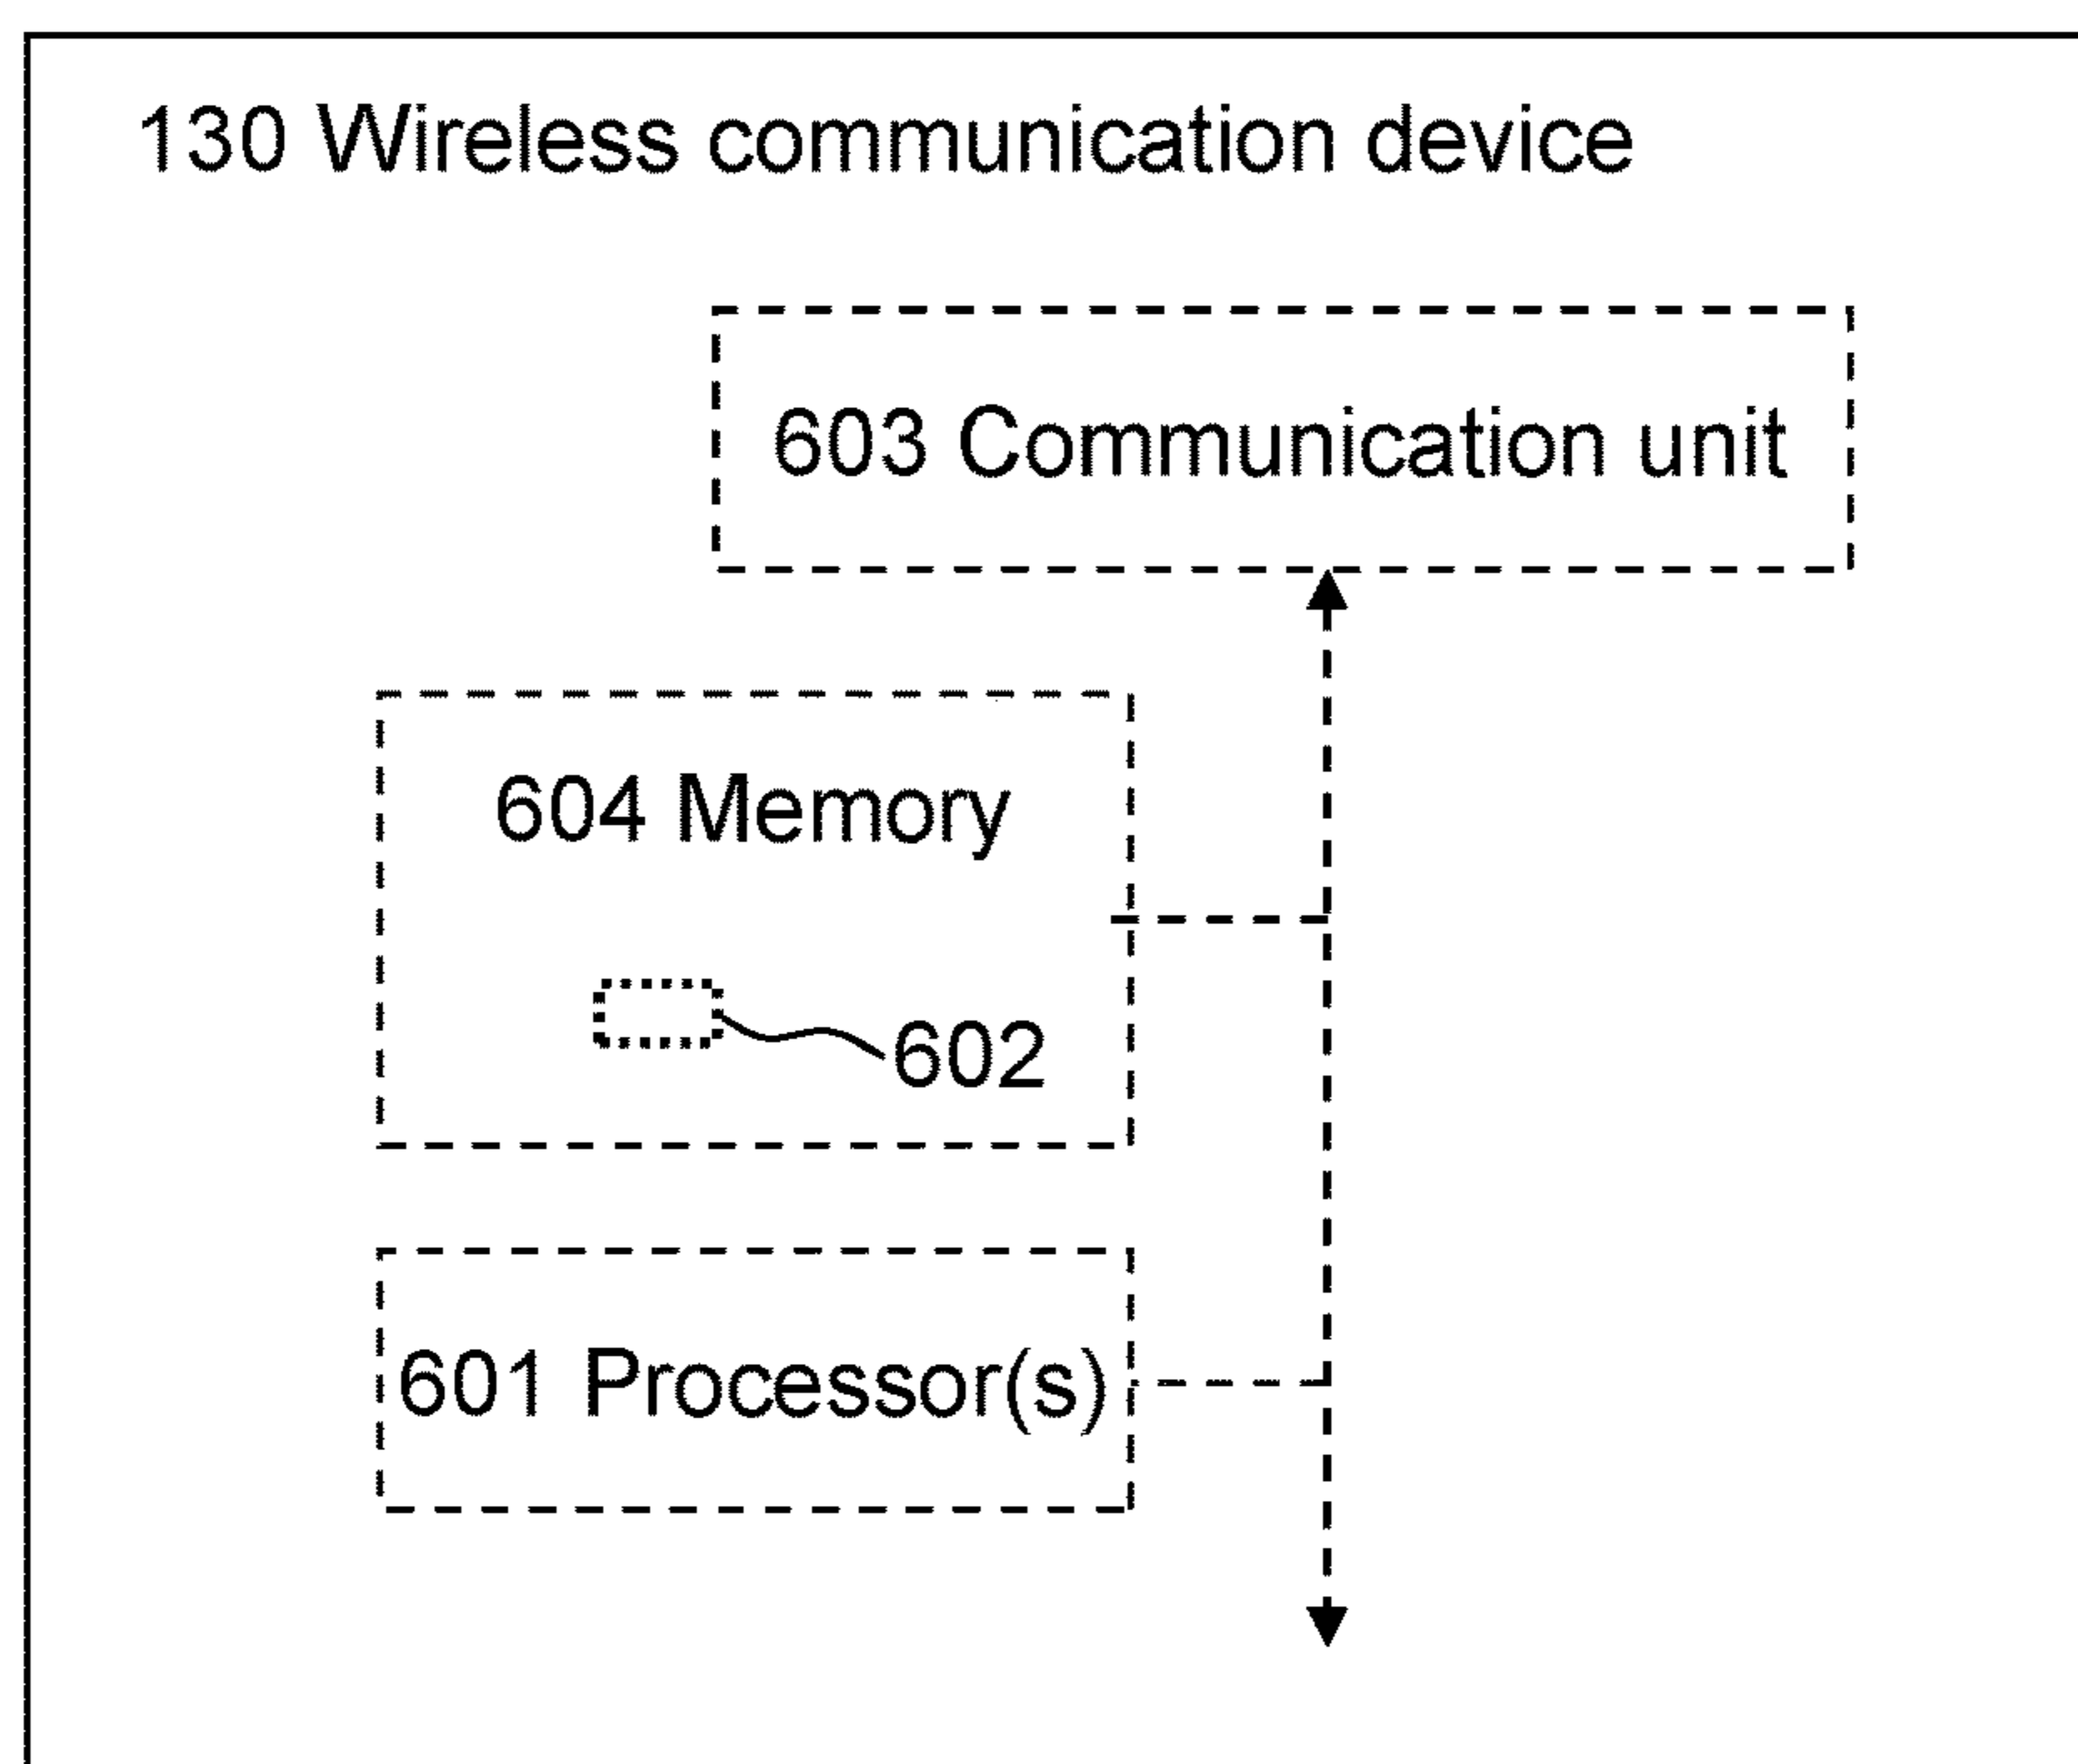 130 Wireless communication device
603 Communication unit
604 Memory
602
601 Processor(s)